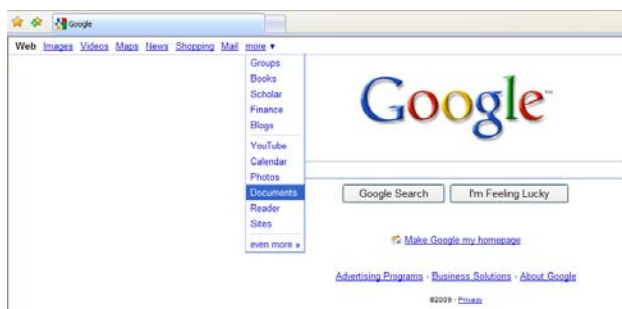 Google
Web Images Videos Maps News Shopping Mail more ▼
Groups
Books
Scholar
Finance
Blogs
YouTube
Calendar
Photos
Documents
Reader
Sites
even more »
Google™
Google Search I'm Feeling Lucky
Make Google my homepage
Advertising Programs - Business Solutions - About Google
©2009 - Privacy